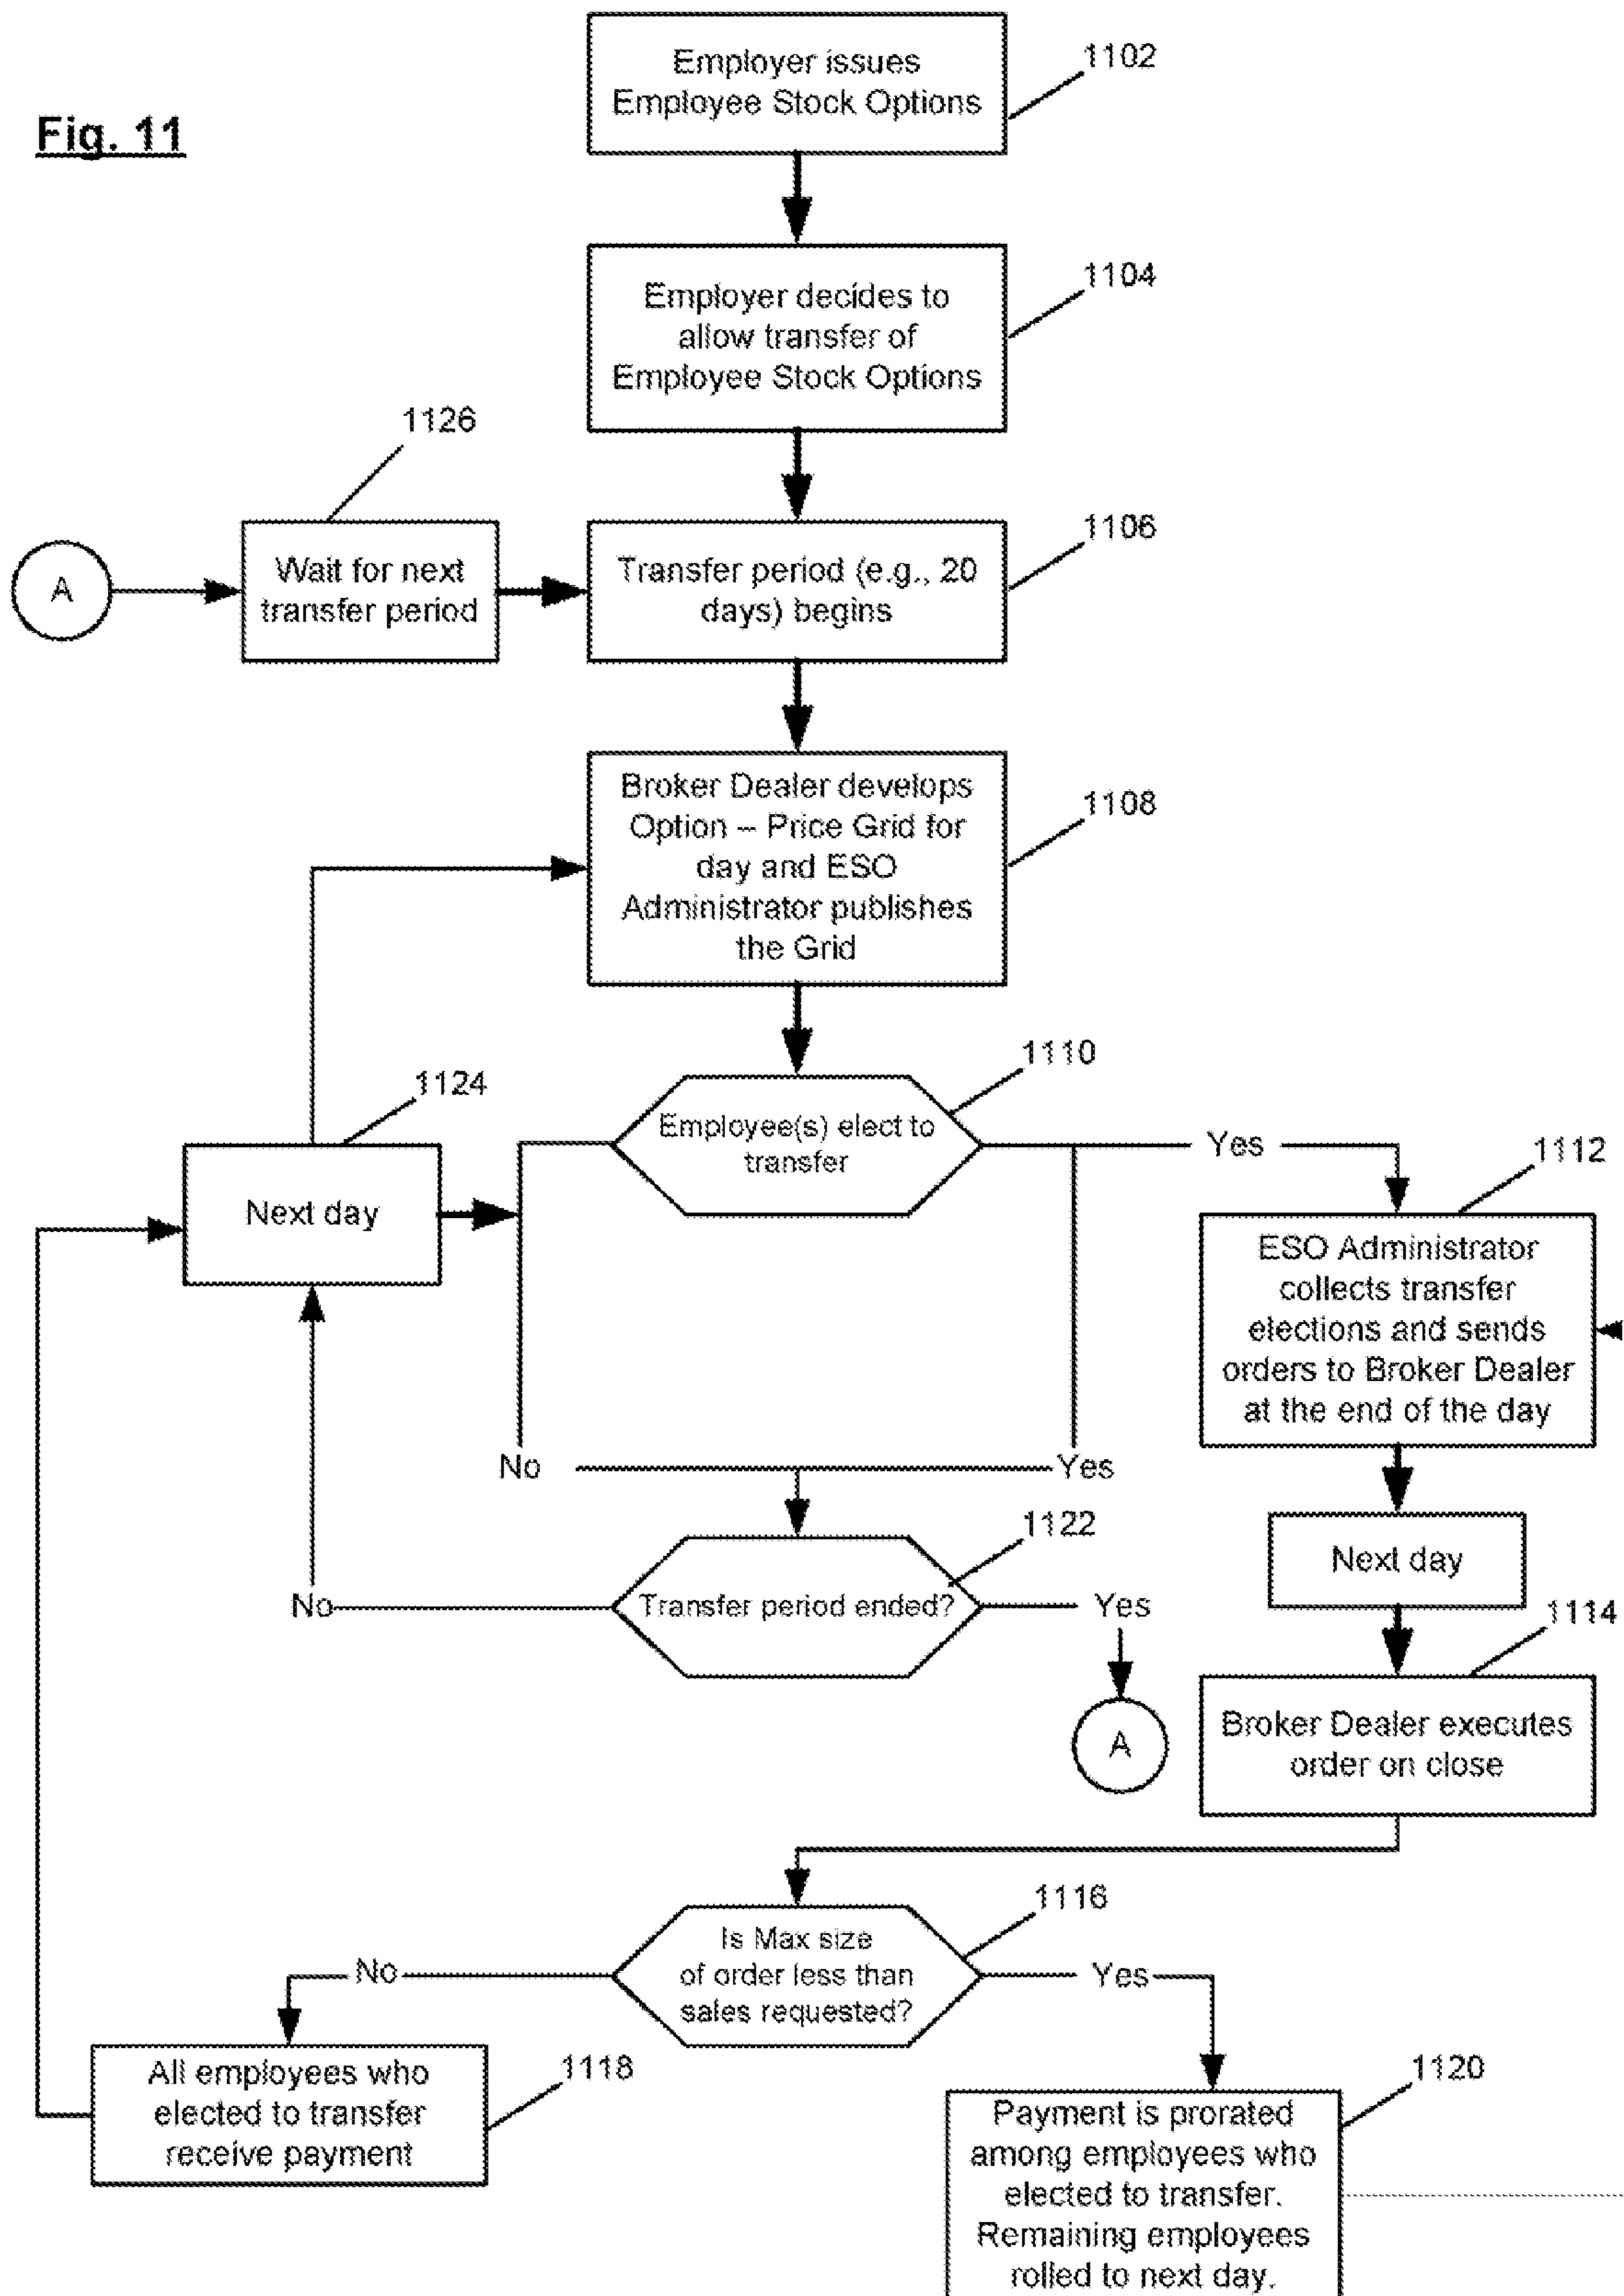 Fig. 11
Employer issues
Employee Stock Options
1102
Employer decides to
allow transfer of
Employee Stock Options
1104
1126
A
Wait for next
transfer period
Transfer period (e.g., 20
days) begins
1106
Broker Dealer develops
Option – Price Grid for
day and ESO
Administrator publishes
the Grid
1108
1110
Employee(s) elect to
transfer
1124
Next day
Yes
1112
ESO Administrator
collects transfer
elections and sends
orders to Broker Dealer
at the end of the day
No
Yes
1122
Transfer period ended?
No
Yes
A
Next day
1114
Broker Dealer executes
order on close
1116
Is Max size
of order less than
sales requested?
No
Yes
All employees who
elected to transfer
receive payment
1118
1120
Payment is prorated
among employees who
elected to transfer.
Remaining employees
rolled to next day.